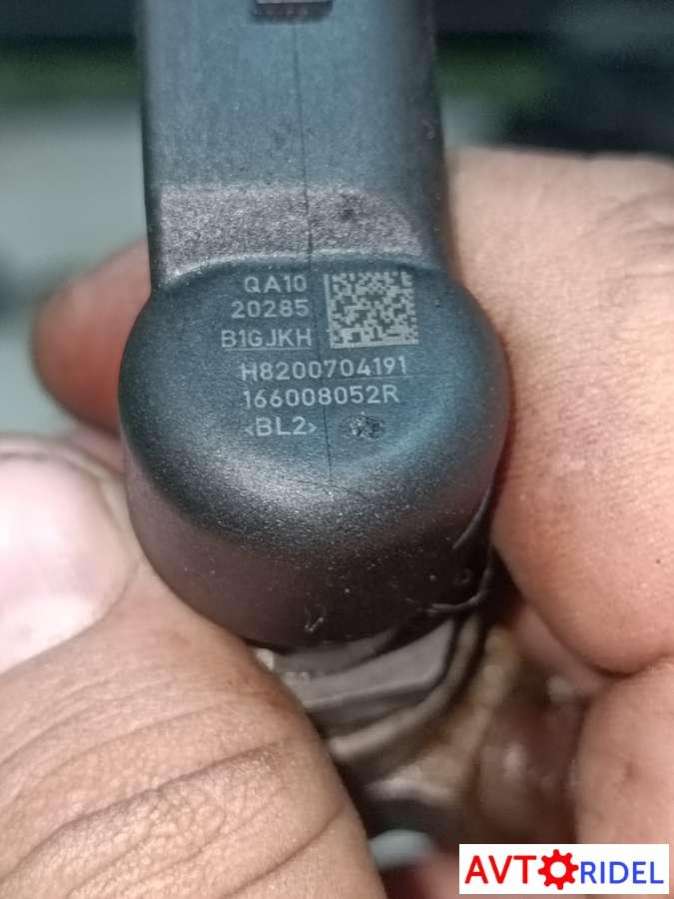 QA10
20285
B1GJKH
H8200704191
166008052R
<BL2>
AVTORIDEL